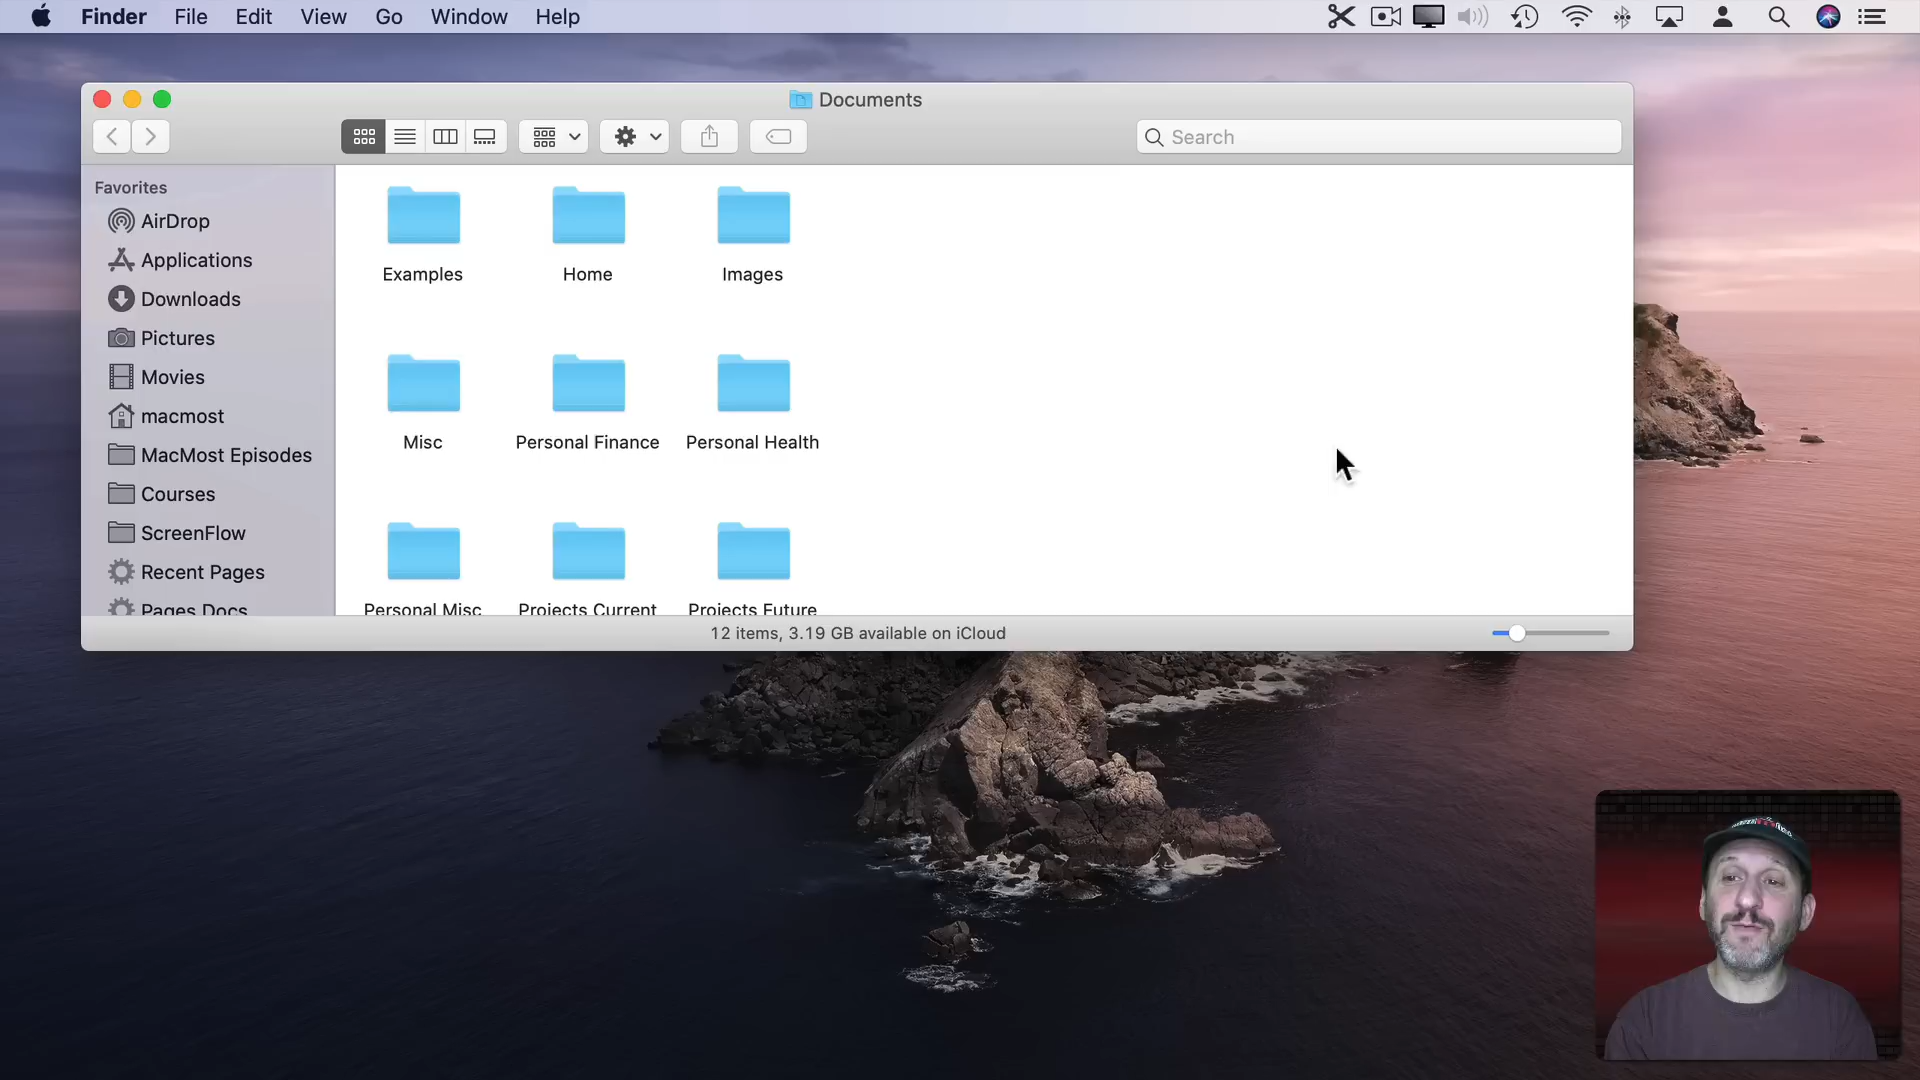 Finder File Edit View Go Window Help
Documents
Search
Favorites
AirDrop
Applications
Downloads
Pictures
Movies
macmost
MacMost Episodes
Courses
ScreenFlow
Recent Pages
Pages Docs
Examples Home Images
Misc Personal Finance Personal Health
Personal Misc Projects Current Projects Future
12 items, 3.19 GB available on iCloud